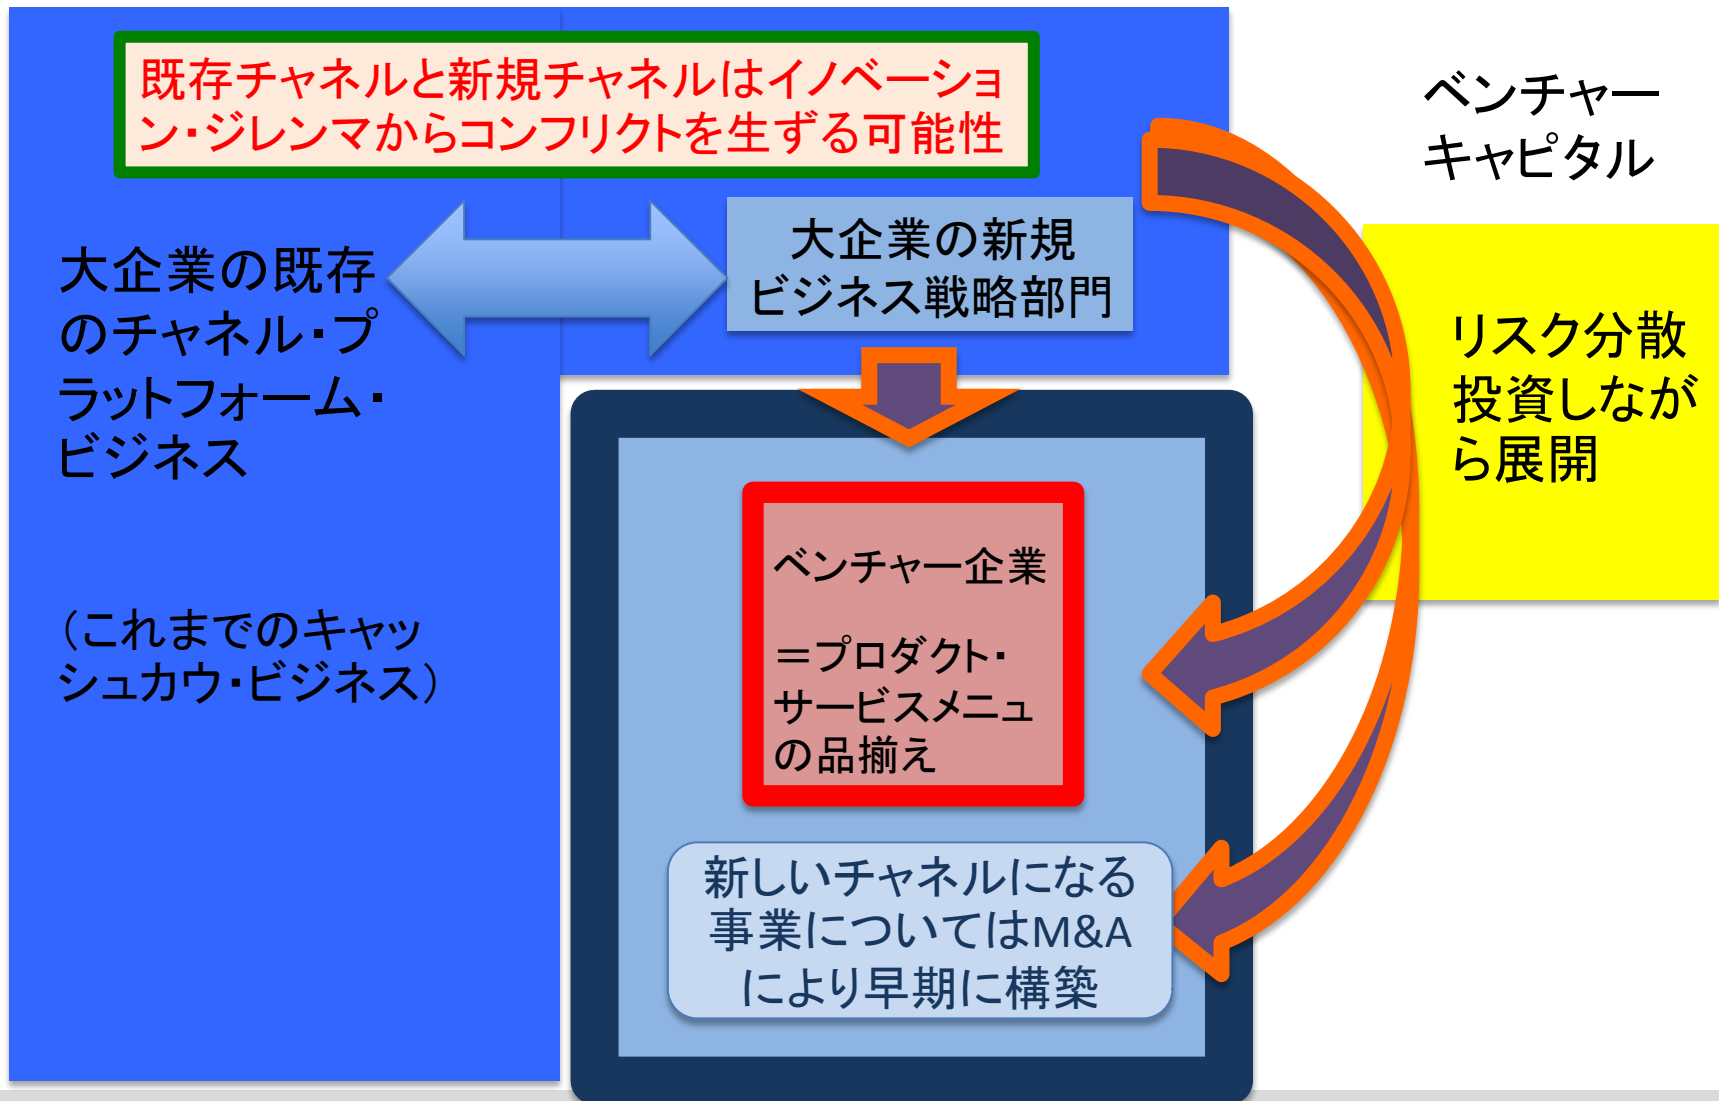 既存チャネルと新規チャネルはイノベーショ
ン・ジレンマからコンフリクトを生ずる可能性
ベンチャー
キャピタル
大企業の既存
のチャネル・プ
ラットフォーム・
ビジネス
大企業の新規
ビジネス戦略部門
リスク分散
投資しなが
ら展開
（これまでのキャッ
シュカウ・ビジネス）
ベンチャー企業
＝プロダクト・
サービスメニュ
の品揃え
新しいチャネルになる
事業についてはM&A
により早期に構築